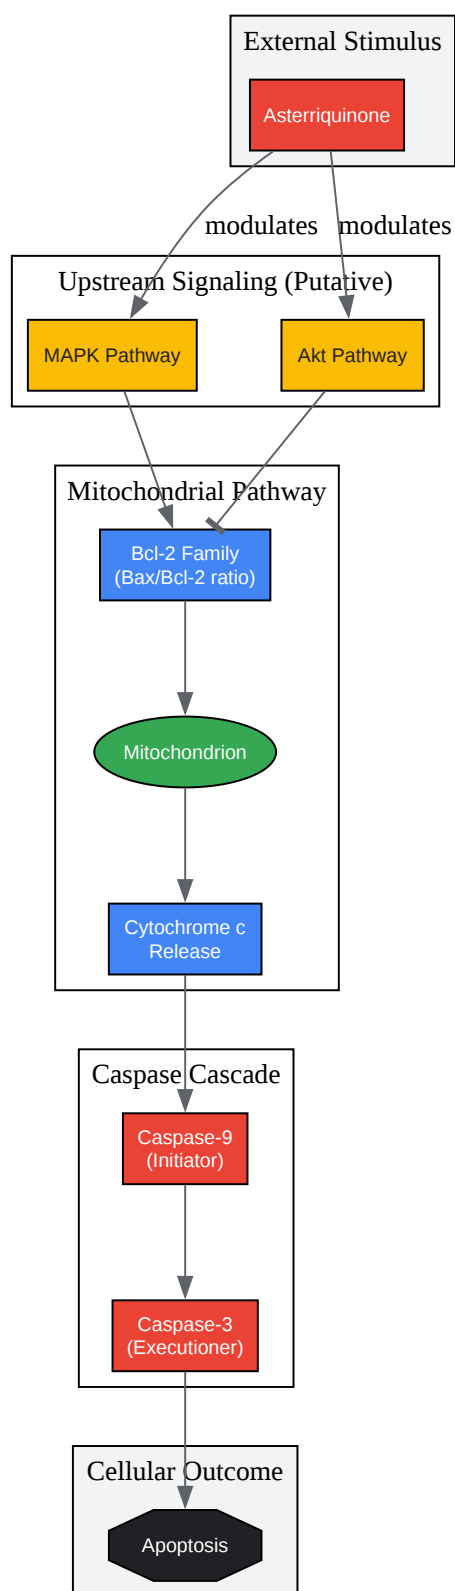 External Stimulus
Asterriquinone
modulates
modulates
Upstream Signaling (Putative)
MAPK Pathway
Akt Pathway
Mitochondrial Pathway
Bcl-2 Family
(Bax/Bcl-2 ratio)
Mitochondrion
Cytochrome c
Release
Caspase Cascade
Caspase-9
(Initiator)
Caspase-3
(Executioner)
Cellular Outcome
Apoptosis